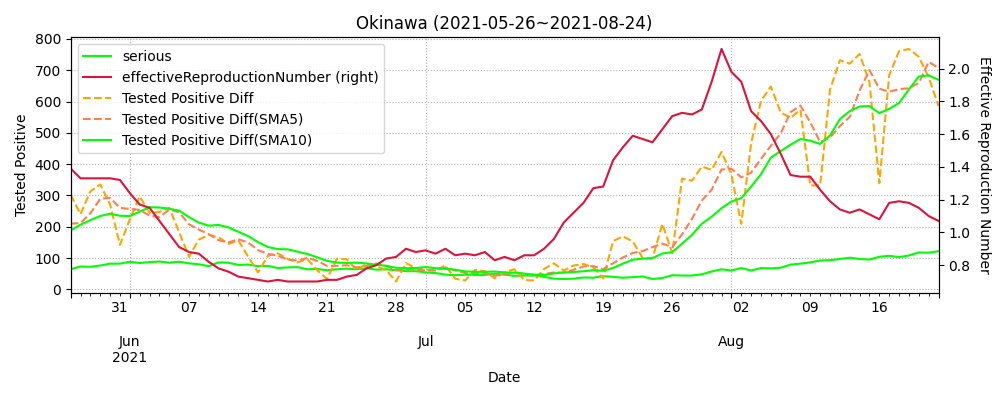 Okinawa (2021-05-26~2021-08-24)
800
700
600
500
400
300
200
100
0
Tested Positive
serious
effectiveReproductionNumber (right)
Tested Positive Diff
Tested Positive Diff(SMA5)
Tested Positive Diff(SMA10)
2.0
1.8
1.6
1.4
1.2
1.0
0.8
Effective Reproduction Number
31 07 14 21 28 05 12 19 26 02 09 16
Jun Jul Aug
2021
Date